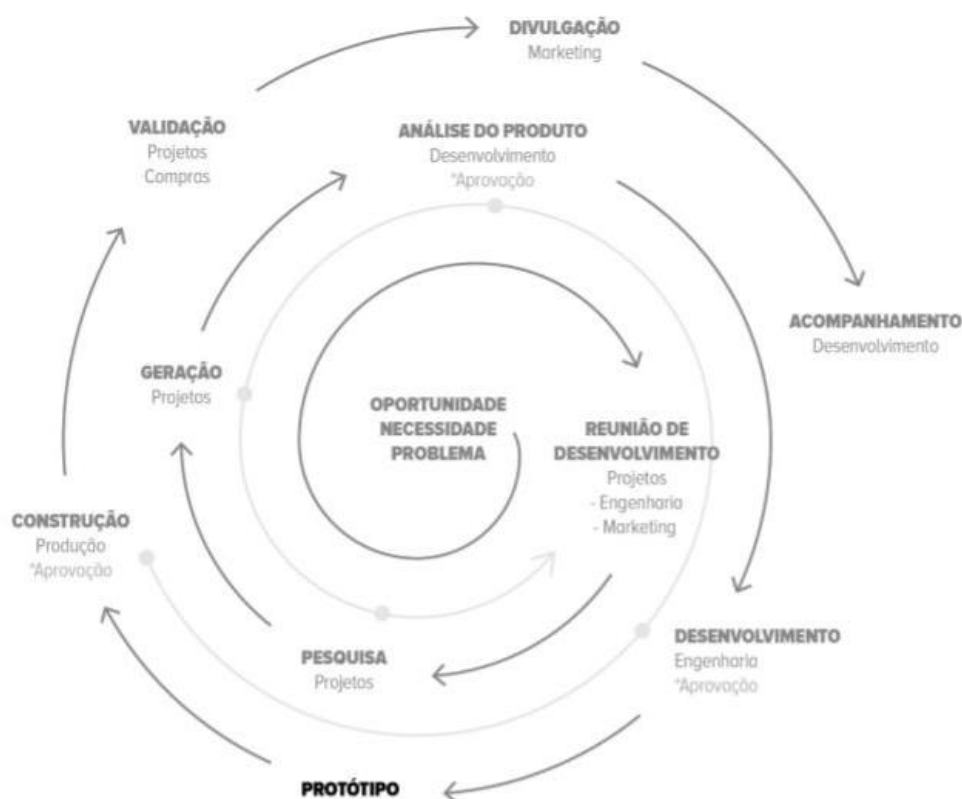 DIVULGAÇÃO
Marketing
VALIDAÇÃO
Projetos
Compras
ANÁLISE DO PRODUTO
Desenvolvimento
*Aprovação
ACOMPANHAMENTO
Desenvolvimento
GERAÇÃO
Projetos
OPORTUNIDADE
NECESSIDADE
PROBLEMA
REUNIÃO DE
DESENVOLVIMENTO
Projetos
- Engenharia
- Marketing
CONSTRUÇÃO
Produção
*Aprovação
PESQUISA
Projetos
DESENVOLVIMENTO
Engenharia
*Aprovação
PROTÓTIPO